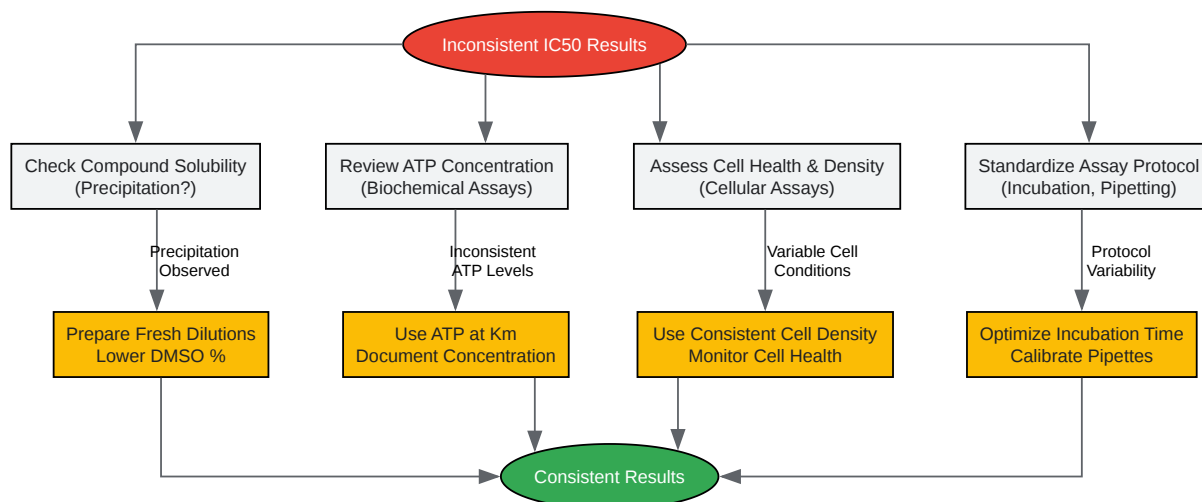 Inconsistent IC50 Results
Check Compound Solubility
(Precipitation?)
Review ATP Concentration
(Biochemical Assays)
Assess Cell Health & Density
(Cellular Assays)
Standardize Assay Protocol
(Incubation, Pipetting)
Precipitation
Observed
Inconsistent
ATP Levels
Variable Cell
Conditions
Protocol
Variability
Prepare Fresh Dilutions
Lower DMSO %
Use ATP at Km
Document Concentration
Use Consistent Cell Density
Monitor Cell Health
Optimize Incubation Time
Calibrate Pipettes
Consistent Results